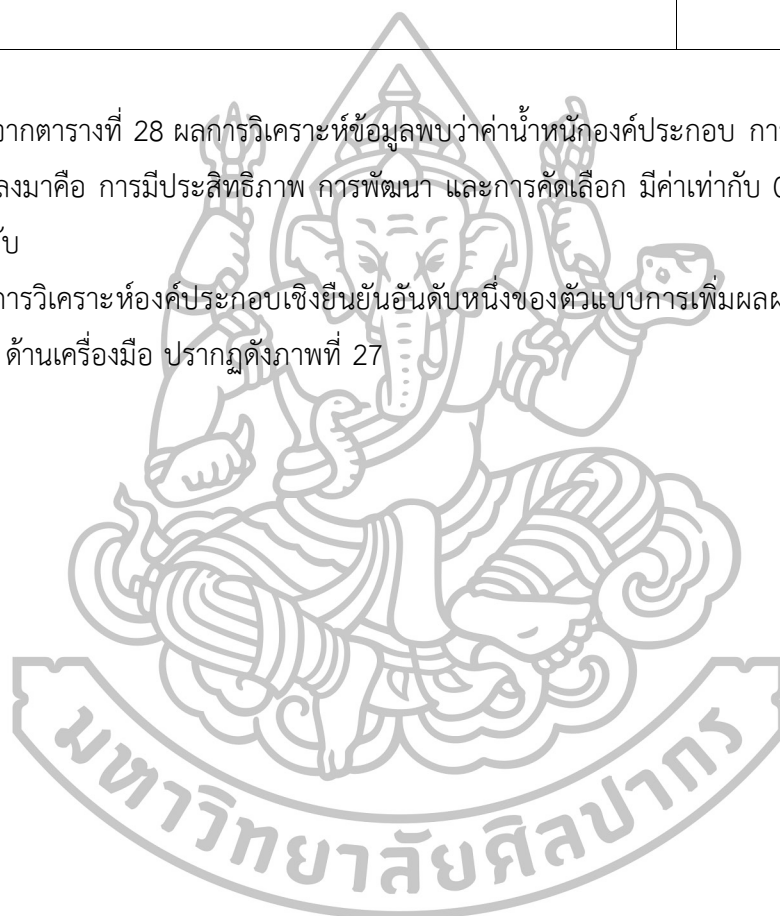 ากตารางที่ 28 ผลการวิเคราะห์ข้อมูลพบว่าค่าน้ำหนักองค์ประกอบ กา
ลงมาคือ การมีประสิทธิภาพ การพัฒนา และการคัดเลือก มีค่าเท่ากับ 0
ับ
การวิเคราะห์องค์ประกอบเชิงยืนยันอันดับหนึ่งของตัวแบบการเพิ่มผลผ
ด้านเครื่องมือ ปรากฏดังภาพที่ 27
มหาวิทยาลัยศิลปากร